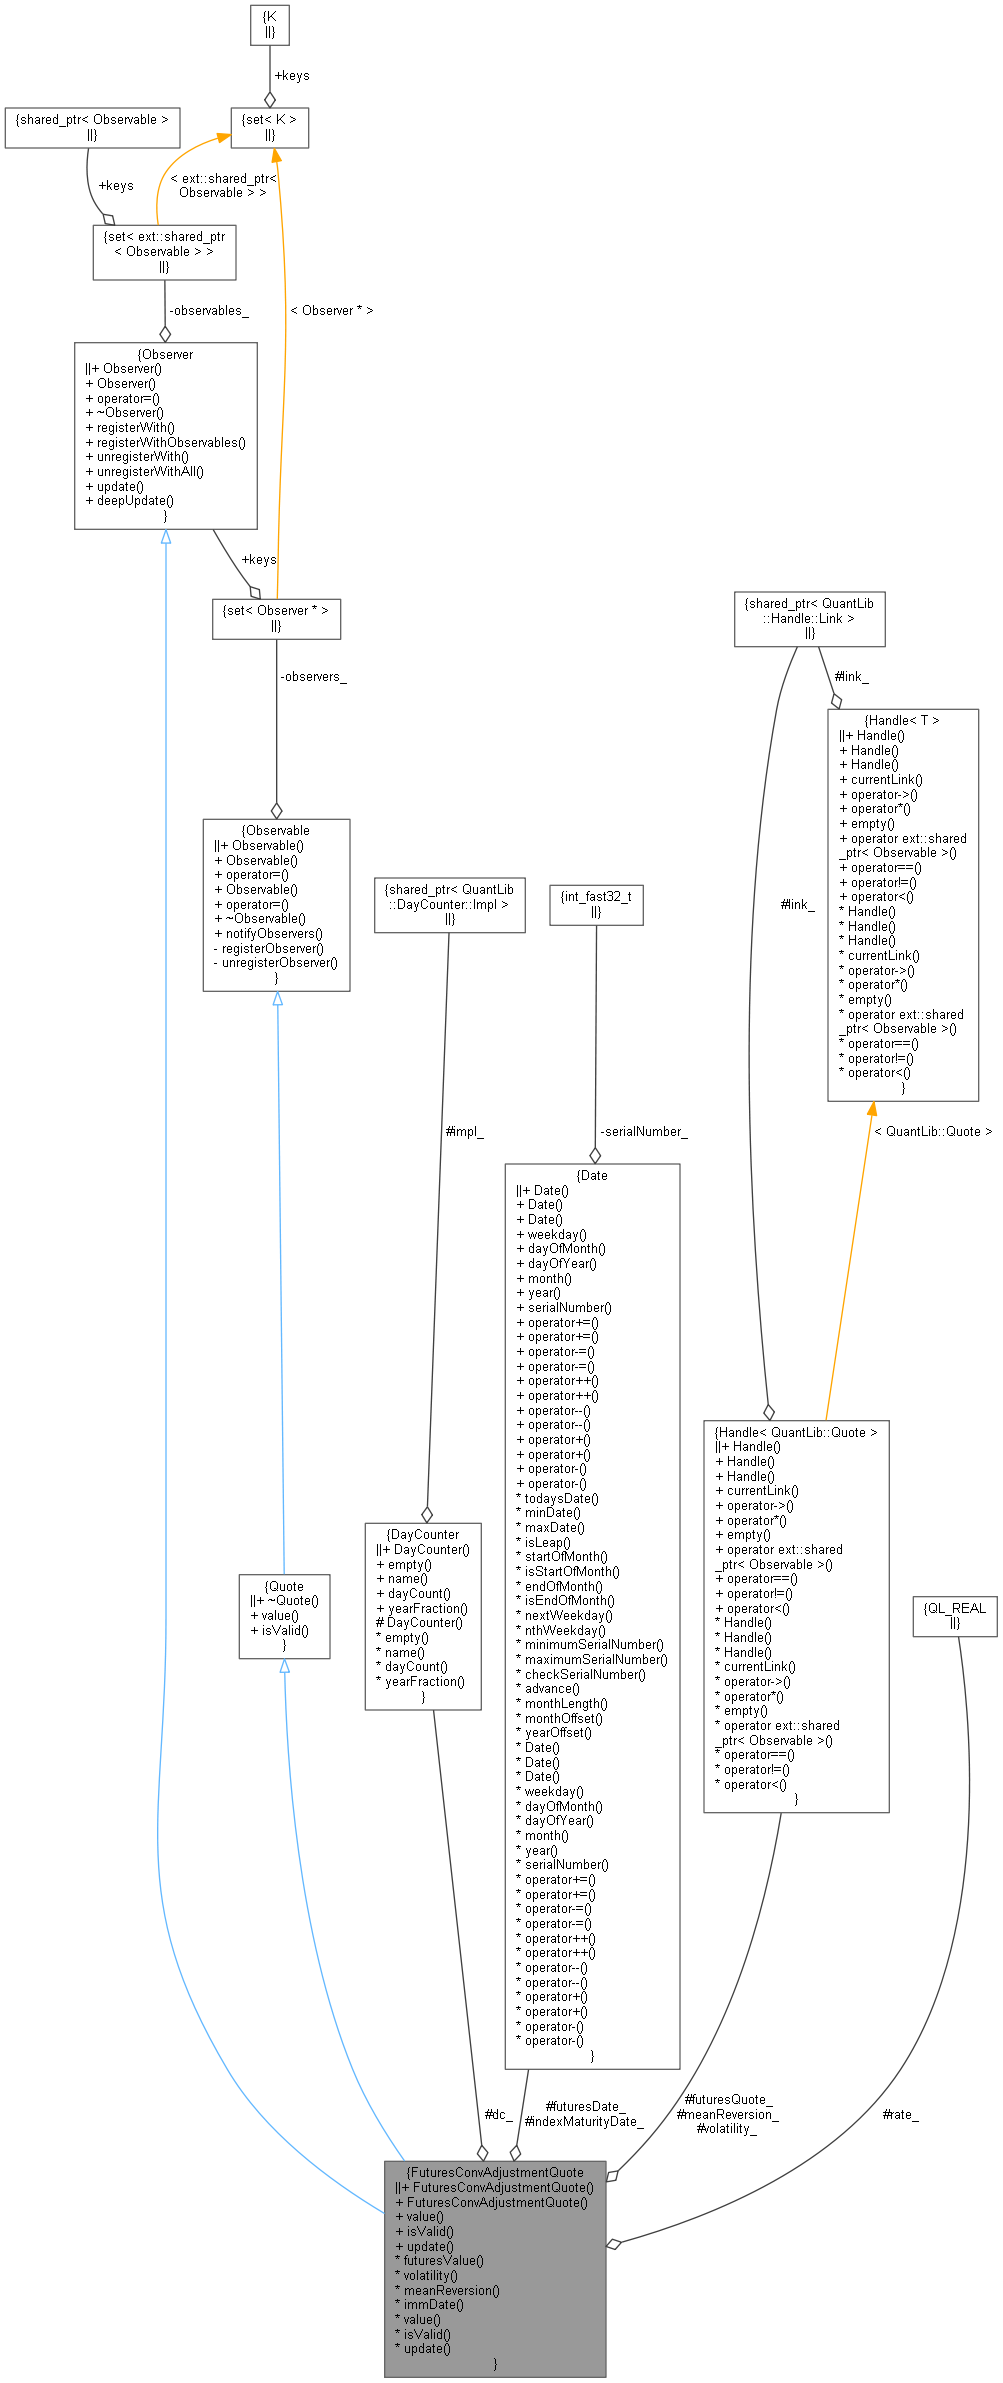 {K
||}
+keys
{shared_ptr< Observable >
||}
{set< K >
||}
+keys
< ext::shared_ptr<
Observable > >
{set< ext::shared_ptr
< Observable > >
||}
-observables_
< Observer * >
{Observer
||+ Observer()
+ Observer()
+ operator=()
+ ~Observer()
+ registerWith()
+ registerWithObservables()
+ unregisterWith()
+ unregisterWithAll()
+ update()
+ deepUpdate()
}
+keys
{set< Observer * >
||}
-observers_
{Observable
||+ Observable()
+ Observable()
+ operator=()
+ Observable()
+ operator=()
+ ~Observable()
+ notifyObservers()
- registerObserver()
- unregisterObserver()
}
{shared_ptr< QuantLib
::Handle::Link >
||}
#link_
{Handle< T >
||+ Handle()
+ Handle()
+ Handle()
+ currentLink()
+ operator->()
+ operator*()
+ empty()
+ operator ext::shared
_ptr< Observable >()
+ operator==()
+ operator!=()
+ operator<()
* Handle()
* Handle()
* Handle()
* currentLink()
* operator->()
* operator*()
* empty()
* operator ext::shared
_ptr< Observable >()
* operator==()
* operator!=()
* operator<()
}
#link_
{shared_ptr< QuantLib
::DayCounter::Impl >
||}
{int_fast32_t
||}
#impl_
-serialNumber_
< QuantLib::Quote >
{Date
||+ Date()
+ Date()
+ Date()
+ weekday()
+ dayOfMonth()
+ dayOfYear()
+ month()
+ year()
+ serialNumber()
+ operator+=()
+ operator+=()
+ operator-=()
+ operator-=()
+ operator++()
+ operator++()
+ operator--()
+ operator--()
+ operator+()
+ operator+()
+ operator-()
+ operator-()
* todaysDate()
* minDate()
* maxDate()
* isLeap()
* startOfMonth()
* isStartOfMonth()
* endOfMonth()
* isEndOfMonth()
* nextWeekday()
* nthWeekday()
* minimumSerialNumber()
* maximumSerialNumber()
* checkSerialNumber()
* advance()
* monthLength()
* monthOffset()
* yearOffset()
* Date()
* Date()
* Date()
* weekday()
* dayOfMonth()
* dayOfYear()
* month()
* year()
* serialNumber()
* operator+=()
* operator+=()
* operator-=()
* operator-=()
* operator++()
* operator++()
* operator--()
* operator--()
* operator+()
* operator+()
* operator-()
* operator-()
}
{Handle< QuantLib::Quote >
||+ Handle()
+ Handle()
+ Handle()
+ currentLink()
+ operator->()
+ operator*()
+ empty()
+ operator ext::shared
_ptr< Observable >()
+ operator==()
+ operator!=()
+ operator<()
* Handle()
* Handle()
* Handle()
* currentLink()
* operator->()
* operator*()
* empty()
* operator ext::shared
_ptr< Observable >()
* operator==()
* operator!=()
* operator<()
}
{DayCounter
||+ DayCounter()
+ empty()
+ name()
+ dayCount()
+ yearFraction()
# DayCounter()
* empty()
* name()
* dayCount()
* yearFraction()
}
{Quote
||+ ~Quote()
+ value()
+ isValid()
}
{QL_REAL
||}
#dc_
#futuresDate_
#indexMaturityDate_
#futuresQuote_
#meanReversion_
#volatility_
#rate_
{FuturesConvAdjustmentQuote
||+ FuturesConvAdjustmentQuote()
+ FuturesConvAdjustmentQuote()
+ value()
+ isValid()
+ update()
* futuresValue()
* volatility()
* meanReversion()
* immDate()
* value()
* isValid()
* update()
}